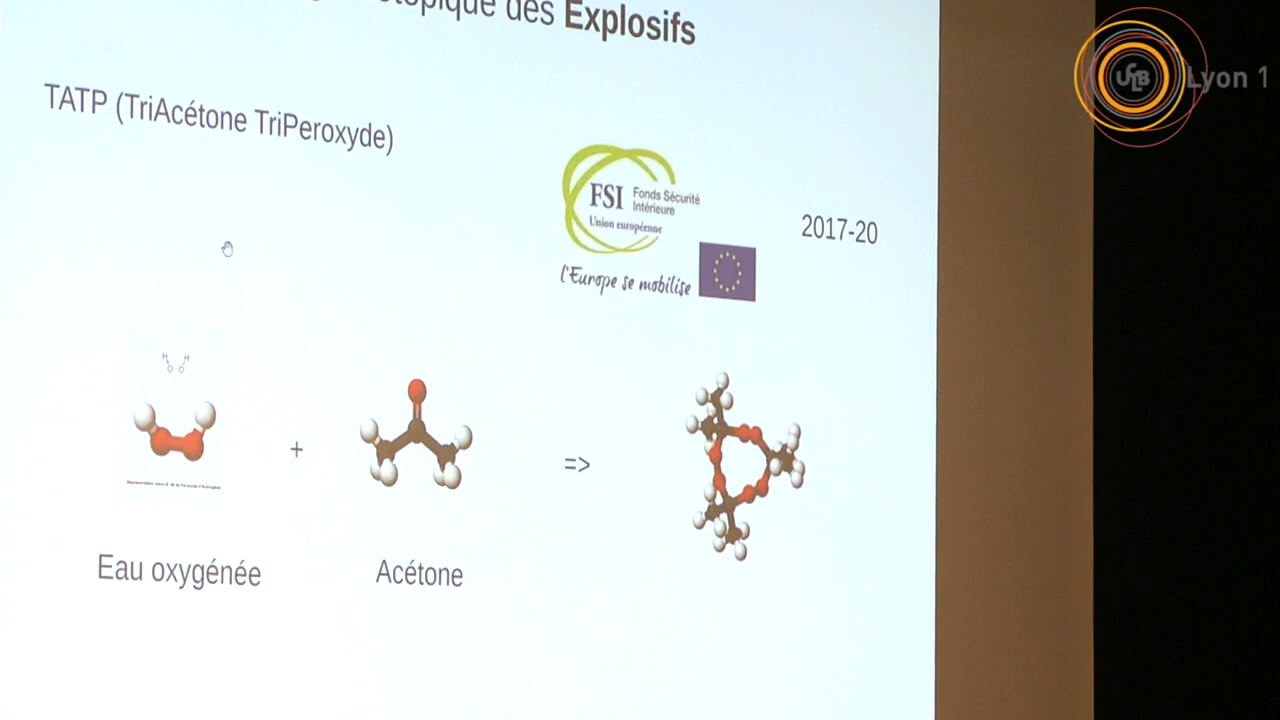 des Explosifs
Lyon 1
TATP (TriAcétone TriPeroxyde)
FSI Fonds Sécurité
Intérieure
Union européenne
2017-20
l'Europe se mobilise
H H
O O
+
=>
Eau oxygénée
Acétone